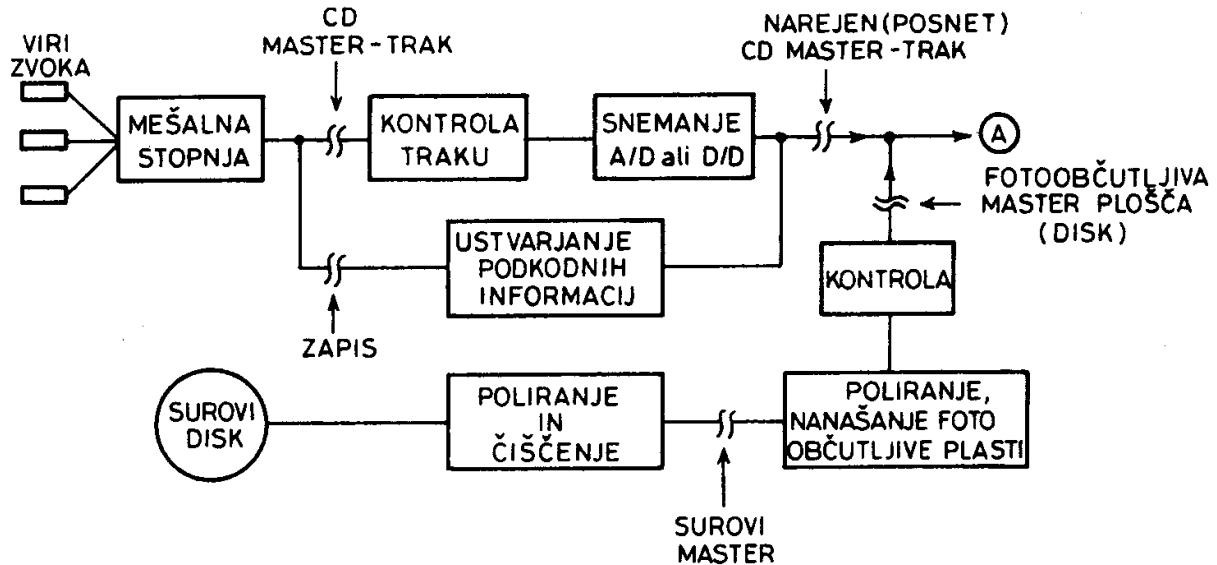 VIRI
ZVOKA
CD
MASTER-TRAK
NAREJEN (POSNET)
CD MASTER-TRAK
MEŠALNA
STOPNJA
KONTROLA
TRAKU
SNEMANJE
A/D ali D/D
A
FOTOOBČUTLJIVA
MASTER PLOŠČA
(DISK)
USTVARJANJE
PODKODNIH
INFORMACIJ
ZAPIS
KONTROLA
SUROVI
DISK
POLIRANJE
IN
ČIŠČENJE
POLIRANJE,
NANAŠANJE FOTO
OBČUTLJIVE PLASTI
SUROVI
MASTER